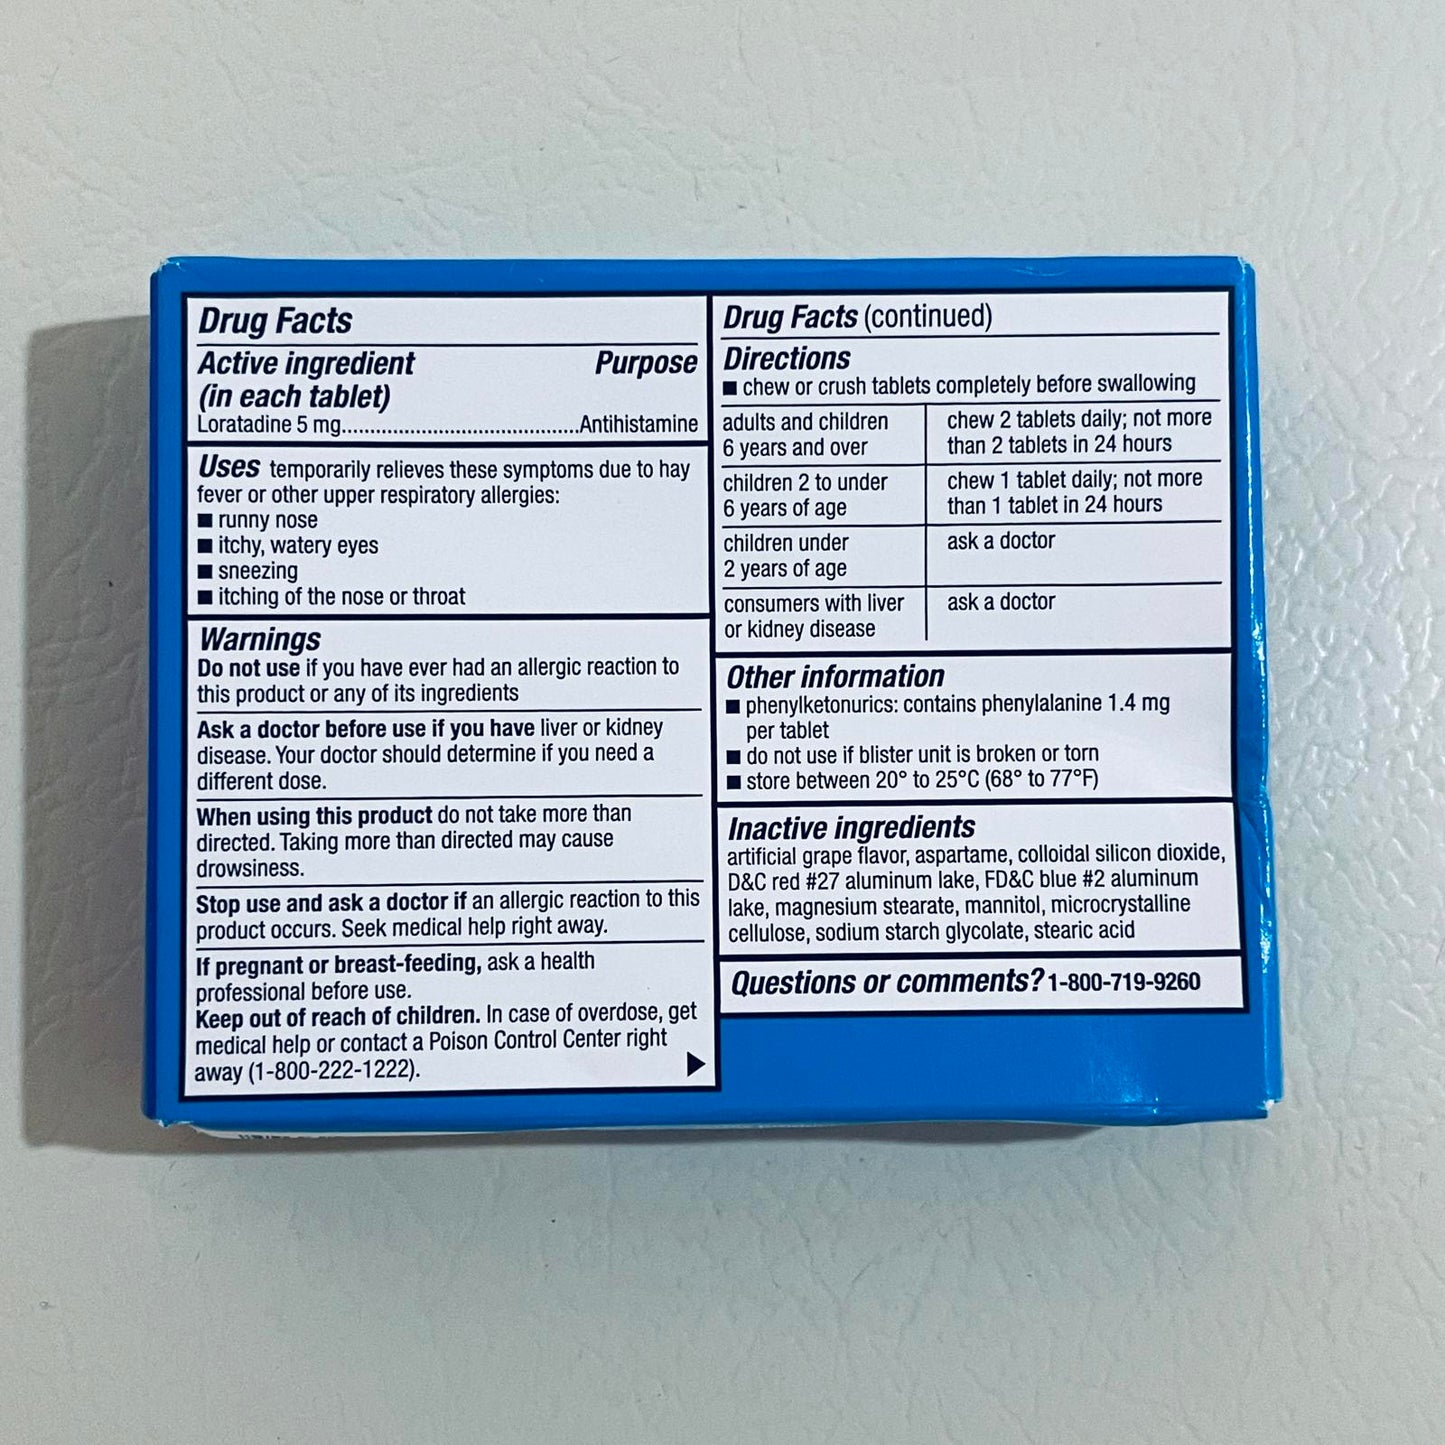 Drug Facts
Active ingredient Purpose
(in each tablet)
Loratadine 5 mg.........................................Antihistamine
Uses temporarily relieves these symptoms due to hay
fever or other upper respiratory allergies:
■ runny nose
■ itchy, watery eyes
■ sneezing
■ itching of the nose or throat
Warnings
Do not use if you have ever had an allergic reaction to
this product or any of its ingredients
Ask a doctor before use if you have liver or kidney
disease. Your doctor should determine if you need a
different dose.
When using this product do not take more than
directed. Taking more than directed may cause
drowsiness.
Stop use and ask a doctor if an allergic reaction to this
product occurs. Seek medical help right away.
If pregnant or breast-feeding, ask a health
professional before use.
Keep out of reach of children. In case of overdose, get
medical help or contact a Poison Control Center right
away (1-800-222-1222).
Drug Facts (continued)
Directions
■ chew or crush tablets completely before swallowing
adults and children chew 2 tablets daily; not more
6 years and over than 2 tablets in 24 hours
children 2 to under chew 1 tablet daily; not more
6 years of age than 1 tablet in 24 hours
children under ask a doctor
2 years of age
consumers with liver ask a doctor
or kidney disease
Other information
■ phenylketonurics: contains phenylalanine 1.4 mg
per tablet
■ do not use if blister unit is broken or torn
■ store between 20° to 25°C (68° to 77°F)
Inactive ingredients
artificial grape flavor, aspartame, colloidal silicon dioxide,
D&C red #27 aluminum lake, FD&C blue #2 aluminum
lake, magnesium stearate, mannitol, microcrystalline
cellulose, sodium starch glycolate, stearic acid
Questions or comments? 1-800-719-9260